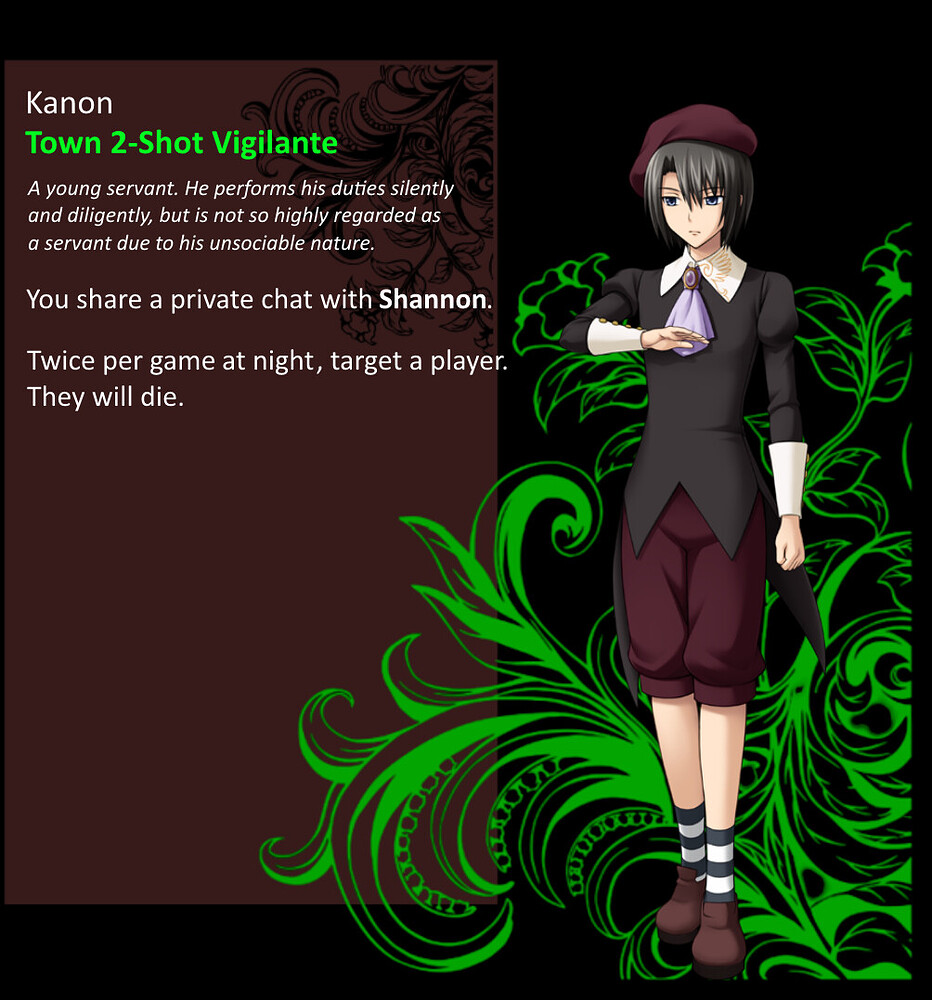 Kanon
Town 2-Shot Vigilante
A young servant. He performs his duties silently
and diligently, but is not so highly regarded as
a servant due to his unsociable nature.
You share a private chat with Shannon.
Twice per game at night, target a player.
They will die.